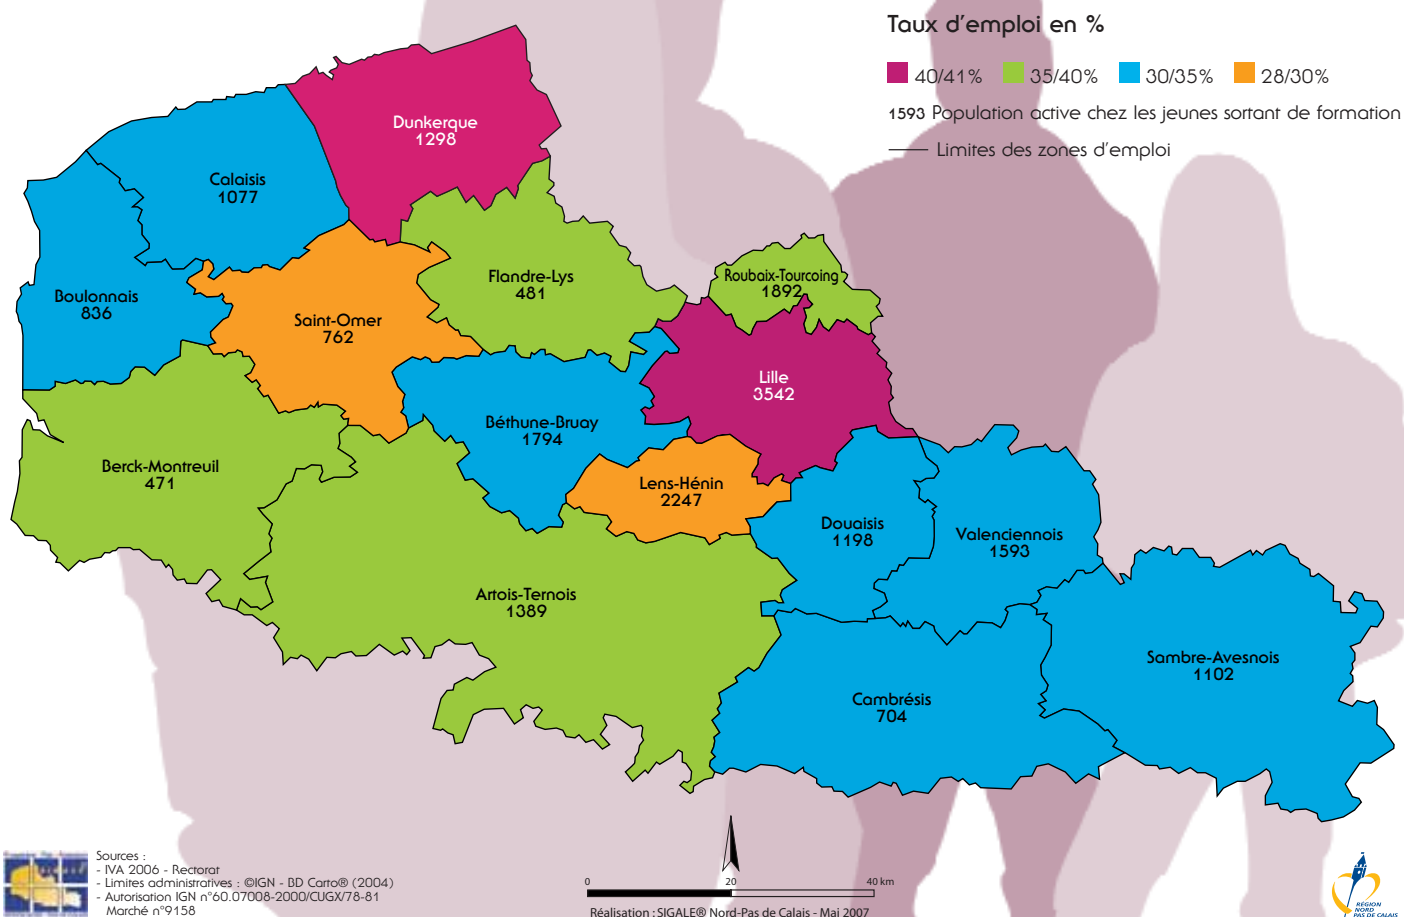 Taux d'emploi en %
40/41% 35/40% 30/35% 28/30%
1593 Population active chez les jeunes sortant de formation
Limites des zones d'emploi
Dunkerque
1298
Calaisis
1077
Flandre-Lys
481
Roubaix-Tourcoing
1892
Boulonnais
836
Saint-Omer
762
Lille
3542
Béthune-Bruay
1794
Berck-Montreuil
471
Lens-Hénin
2247
Douaisis
1198
Valenciennois
1593
Artois-Ternois
1389
Sambre-Avesnois
1102
Cambrésis
704
Sources :
- IVA 2006 - Rectorat
- Limites administratives : ©IGN - BD Carto® (2004)
- Autorisation IGN n°60.07008-2000/CUGX/78-81
Marché n°9158
0 20 40 km
Réalisation : SIGALE® Nord-Pas de Calais - Mai 2007
RÉGION
NORD
PAS DE CALAIS